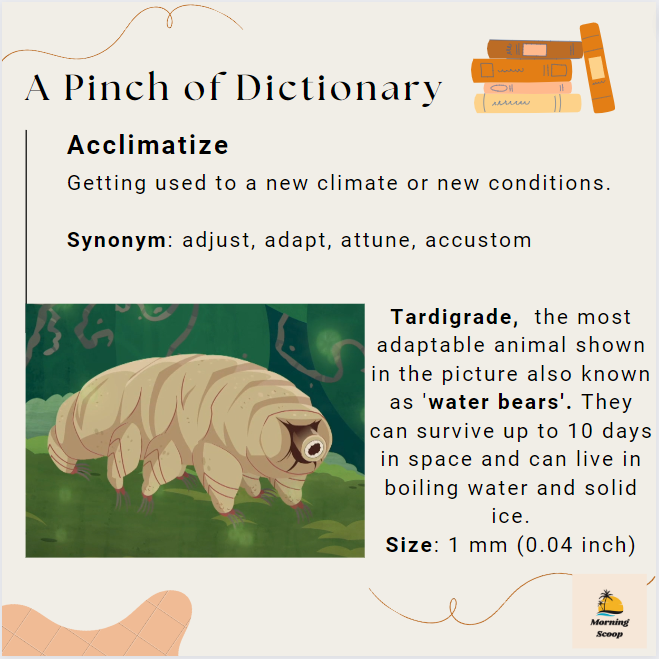 A Pinch of Dictionary
Acclimatize
Getting used to a new climate or new conditions.
Synonym: adjust, adapt, attune, accustom
Tardigrade,  the most
adaptable animal shown
in the picture also known
as 'water bears'. They
can survive up to 10 days
in space and can live in
boiling water and solid
ice.
Size: 1 mm (0.04 inch)
Morning
Scoop